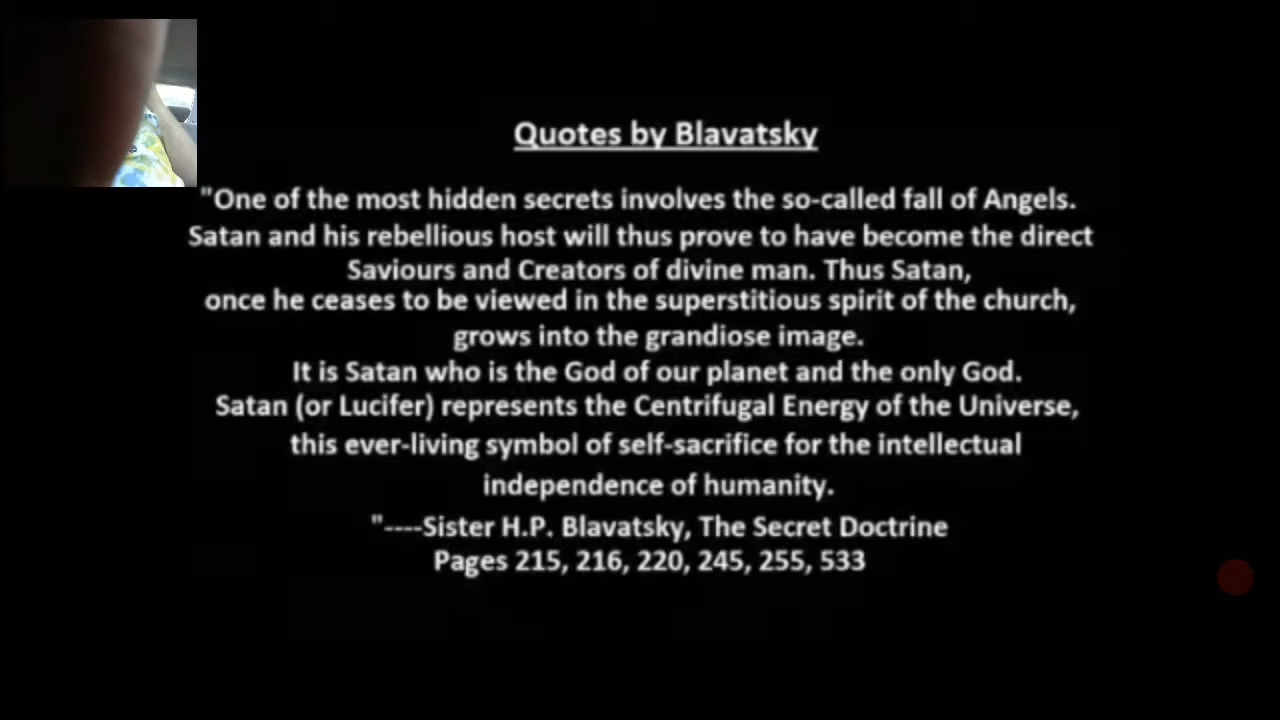 Quotes by Blavatsky
"One of the most hidden secrets involves the so-called fall of Angels.
Satan and his rebellious host will thus prove to have become the direct
Saviours and Creators of divine man. Thus Satan,
once he ceases to be viewed in the superstitious spirit of the church,
grows into the grandiose image.
It is Satan who is the God of our planet and the only God.
Satan (or Lucifer) represents the Centrifugal Energy of the Universe,
this ever-living symbol of self-sacrifice for the intellectual
independence of humanity.
"----Sister H.P. Blavatsky, The Secret Doctrine
Pages 215, 216, 220, 245, 255, 533